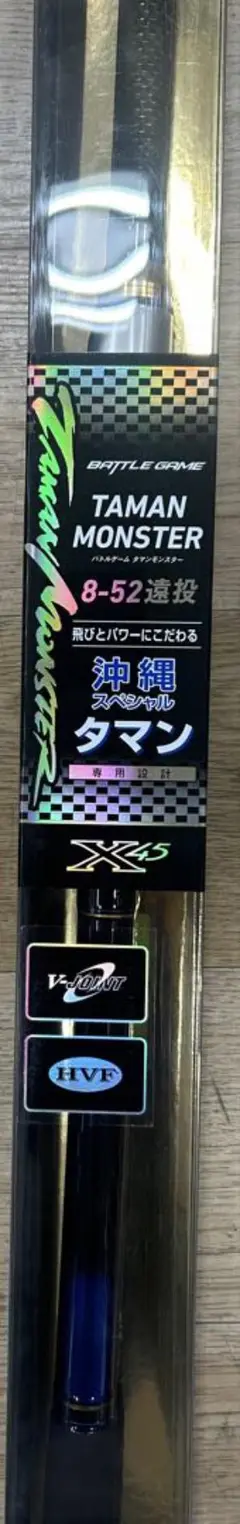 TAMAN MONSTER
BATTLE GAME
TAMAN
MONSTER
バトルゲーム タマンモンスター
8-52遠投
飛びとパワーにこだわる
沖縄
スペシャル
タマン
専用設計
X45
V-JOINT
HVF